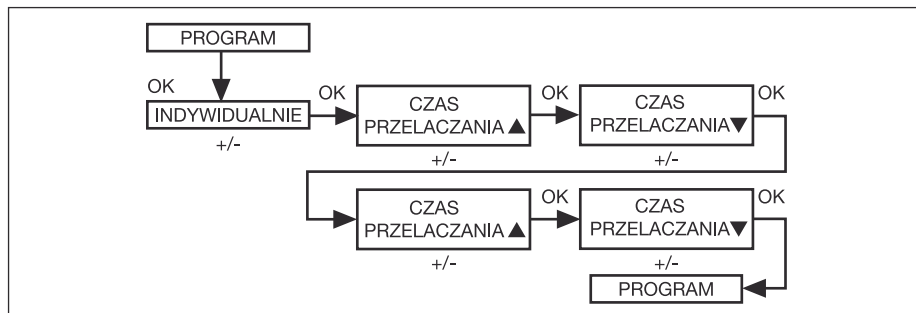 PROGRAM
OK
INDYWIDUALNIE
+/-
OK
CZAS
PRZELACZANIA ▲
+/-
OK
CZAS
PRZELACZANIA ▼
+/-
OK
CZAS
PRZELACZANIA ▲
+/-
OK
CZAS
PRZELACZANIA ▼
+/-
OK
PROGRAM